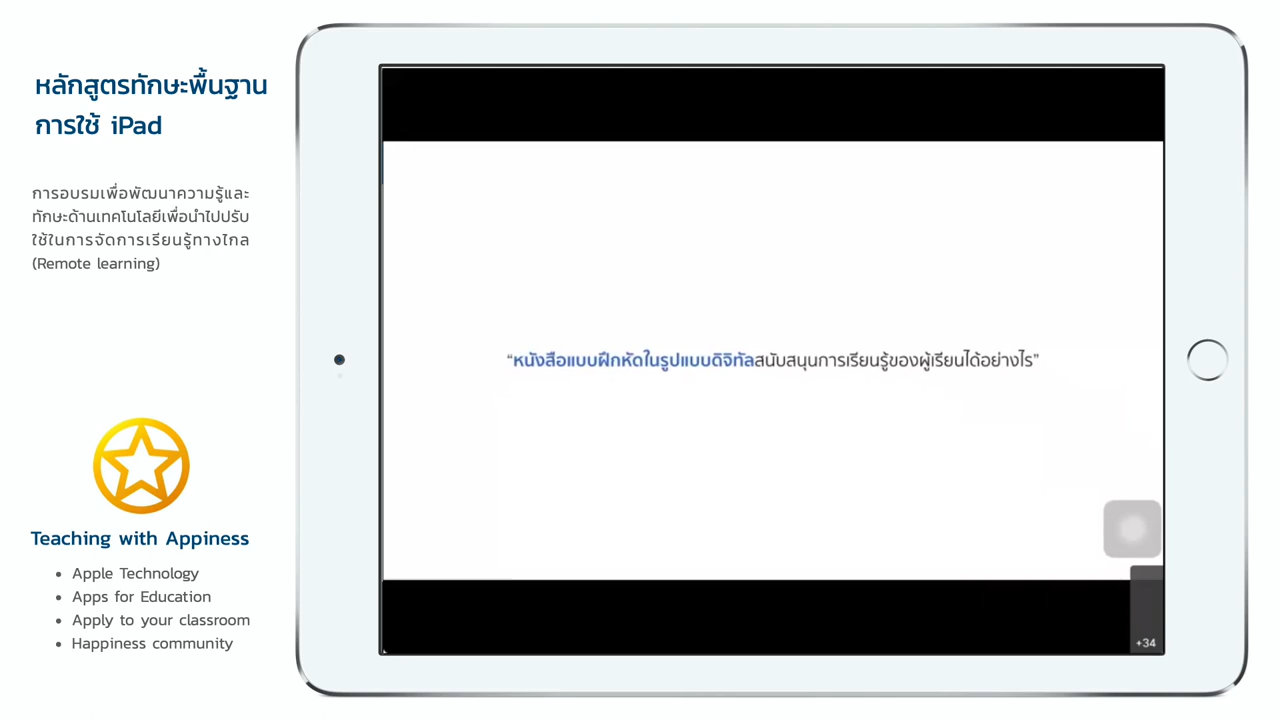 หลักสูตรทักษะพื้นฐาน
การใช้ iPad
การอบรมเพื่อพัฒนาความรู้และ
ทักษะด้านเทคโนโลยีเพื่อนำไปปรับ
ใช้ในการจัดการเรียนรู้ทางไกล
(Remote learning)
Teaching with Appiness
• Apple Technology
• Apps for Education
• Apply to your classroom
• Happiness community
“หนังสือแบบฝึกหัดในรูปแบบดิจิทัลสนับสนุนการเรียนรู้ของผู้เรียนได้อย่างไร”
+34